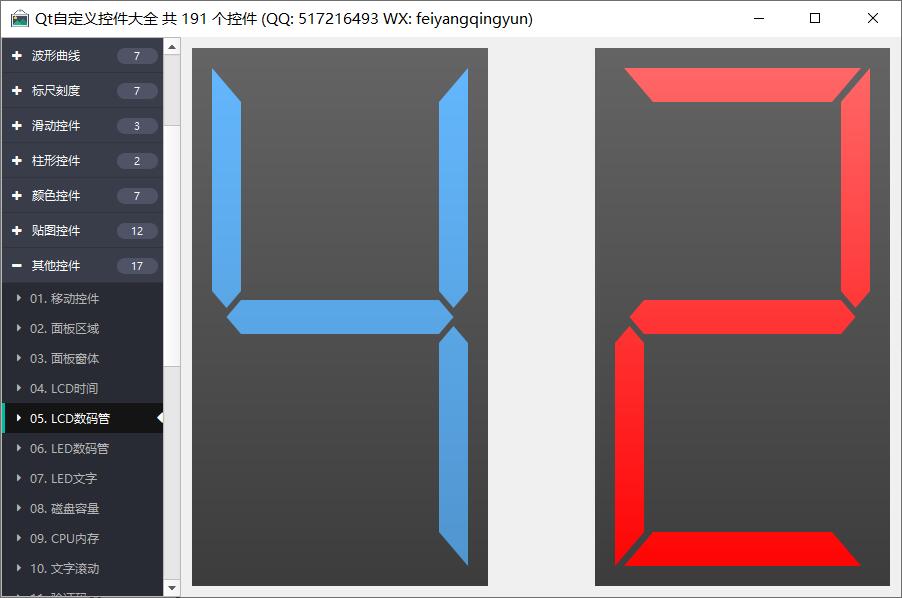 Qt自定义控件大全 共 191 个控件 (QQ: 517216493 WX: feiyangqingyun)
波形曲线 7
标尺刻度 7
滑动控件 3
柱形控件 2
颜色控件 7
贴图控件 12
其他控件 17
01. 移动控件
02. 面板区域
03. 面板窗体
04. LCD时间
05. LCD数码管
06. LED数码管
07. LED文字
08. 磁盘容量
09. CPU内存
10. 文字滚动
4 2